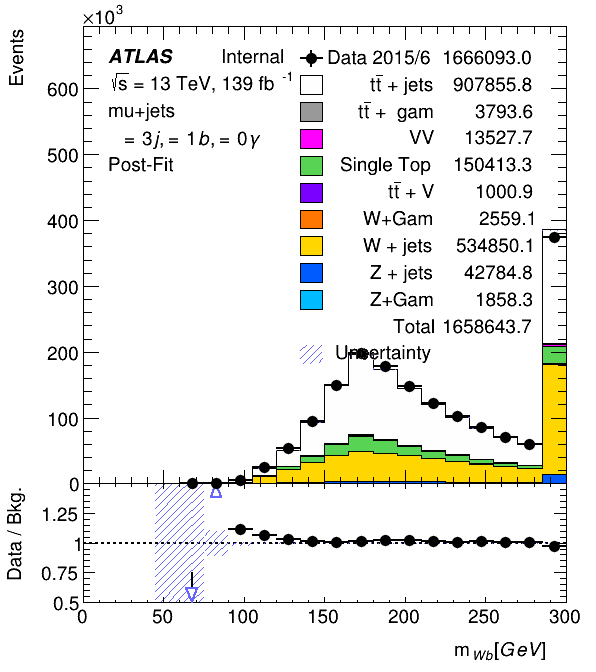 ×10³
Events
ATLAS Internal
√s = 13 TeV, 139 fb⁻¹
mu+jets
= 3j, = 1b, = 0γ
Post-Fit
Data 2015/6 1666093.0
tt̄ + jets 907855.8
tt̄ + gam 3793.6
VV 13527.7
Single Top 150413.3
tt̄ + V 1000.9
W+Gam 2559.1
W + jets 534850.1
Z + jets 42784.8
Z+Gam 1858.3
Total 1658643.7
Uncertainty
600
500
400
300
200
100
0
Data / Bkg.
1.25
1
0.75
0.5
0 50 100 150 200 250 300
m_Wb[GeV]